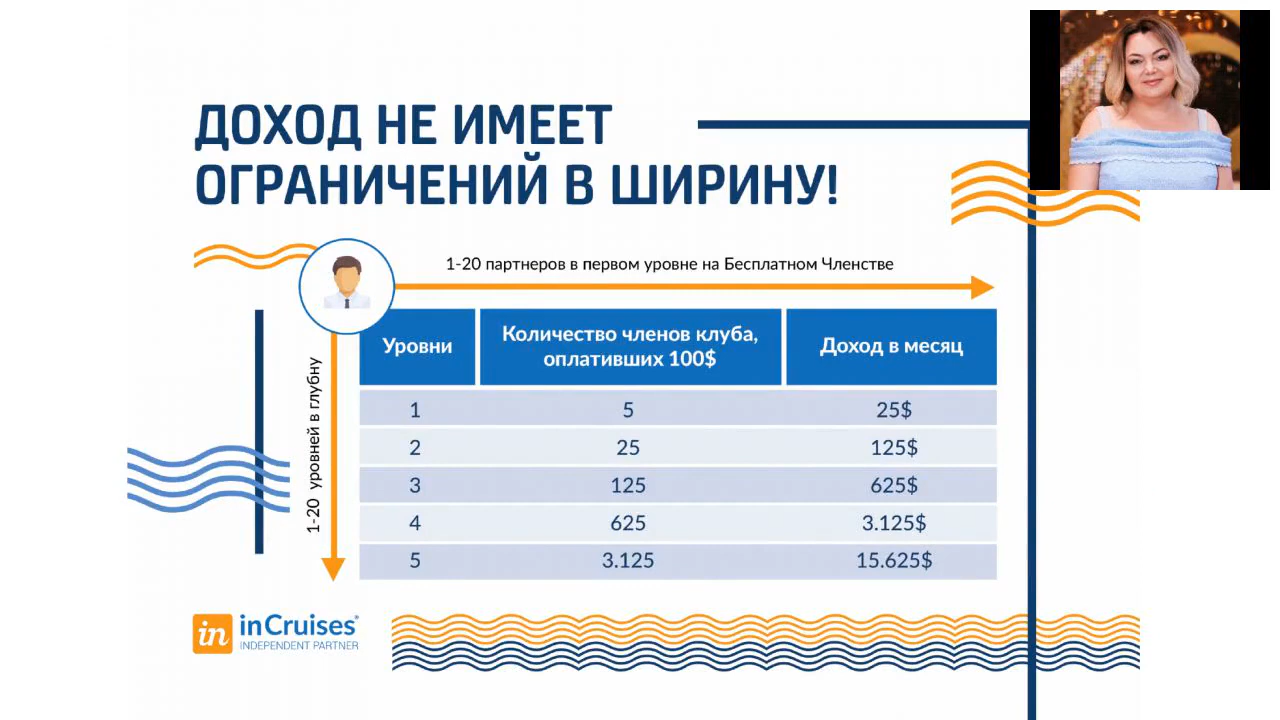 ДОХОД НЕ ИМЕЕТ
ОГРАНИЧЕНИЙ В ШИРИНУ!
1-20 партнеров в первом уровне на Бесплатном Членстве
1-20 уровней в глубну
Уровни
Количество членов клуба,
оплативших 100$
Доход в месяц
1 5 25$
2 25 125$
3 125 625$
4 625 3.125$
5 3.125 15.625$
in inCruises®
INDEPENDENT PARTNER